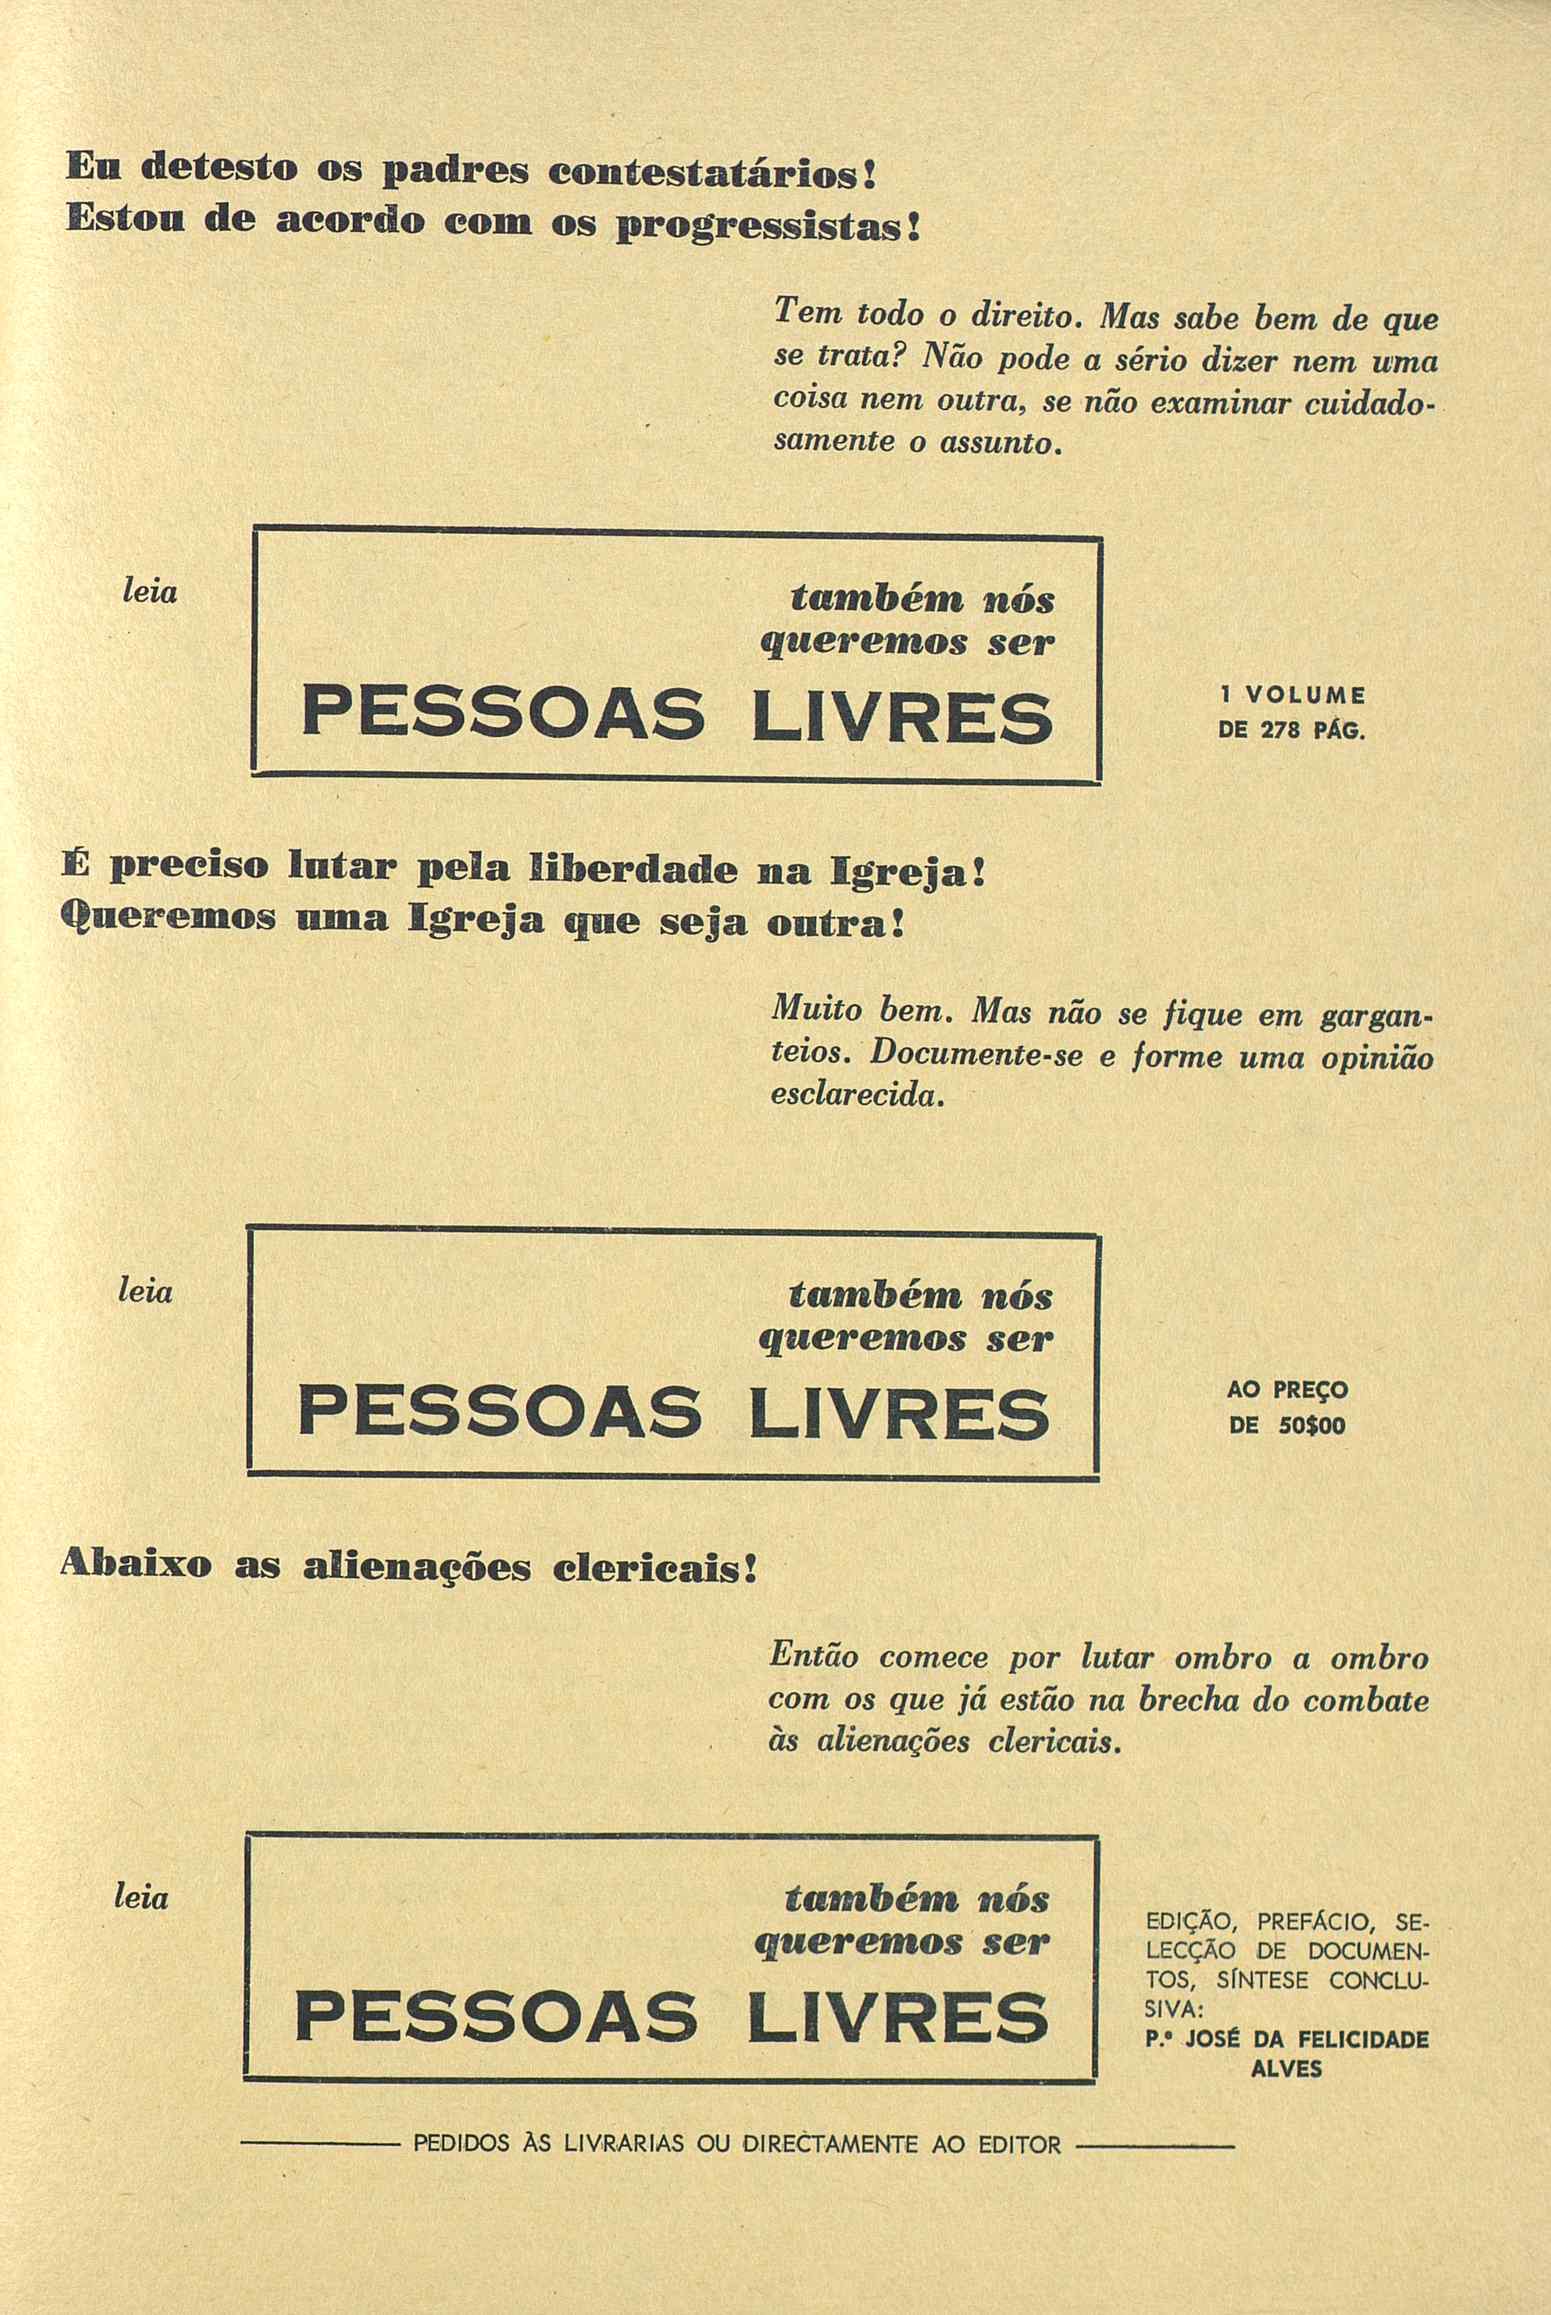 Eu detesto os padres contestatários!
Estou de acordo com os progressistas!
Tem todo o direito. Mas sabe bem de que
se trata? Não pode a sério dizer nem uma
coisa nem outra, se não examinar cuidado-
samente o assunto.
leia
também nós
queremos ser
PESSOAS LIVRES
1 VOLUME
DE 278 PÁG.
É preciso lutar pela liberdade na Igreja!
Queremos uma Igreja que seja outra!
Muito bem. Mas não se fique em gargan-
teios. Documente-se e forme uma opinião
esclarecida.
leia
também nós
queremos ser
PESSOAS LIVRES
AO PREÇO
DE 50$00
Abaixo as alienações clericais!
Então comece por lutar ombro a ombro
com os que já estão na brecha do combate
às alienações clericais.
leia
também nós
queremos ser
PESSOAS LIVRES
EDIÇÃO, PREFÁCIO, SE-
LECÇÃO DE DOCUMEN-
TOS, SÍNTESE CONCLU-
SIVA:
P.e JOSÉ DA FELICIDADE
ALVES
PEDIDOS ÀS LIVRARIAS OU DIRECTAMENTE AO EDITOR